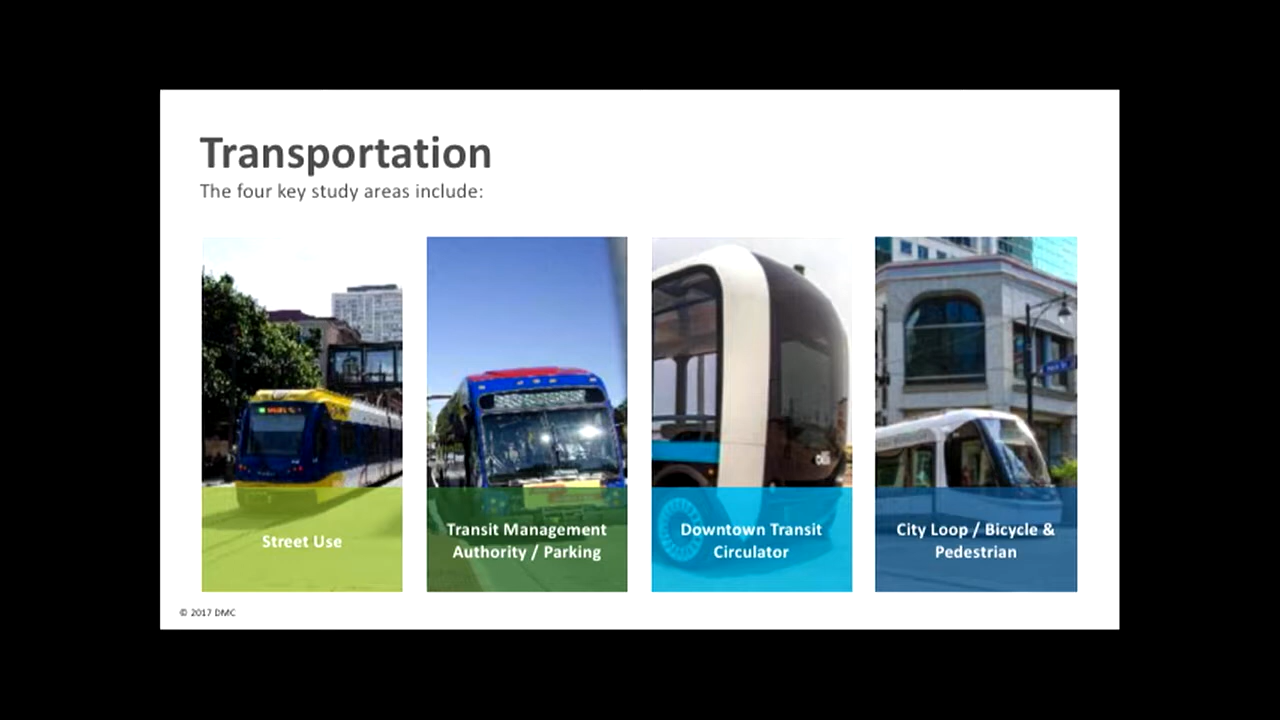 Transportation
The four key study areas include:
olli
Street Use
Transit Management
Authority / Parking
Downtown Transit
Circulator
City Loop / Bicycle &
Pedestrian
© 2017 DMC